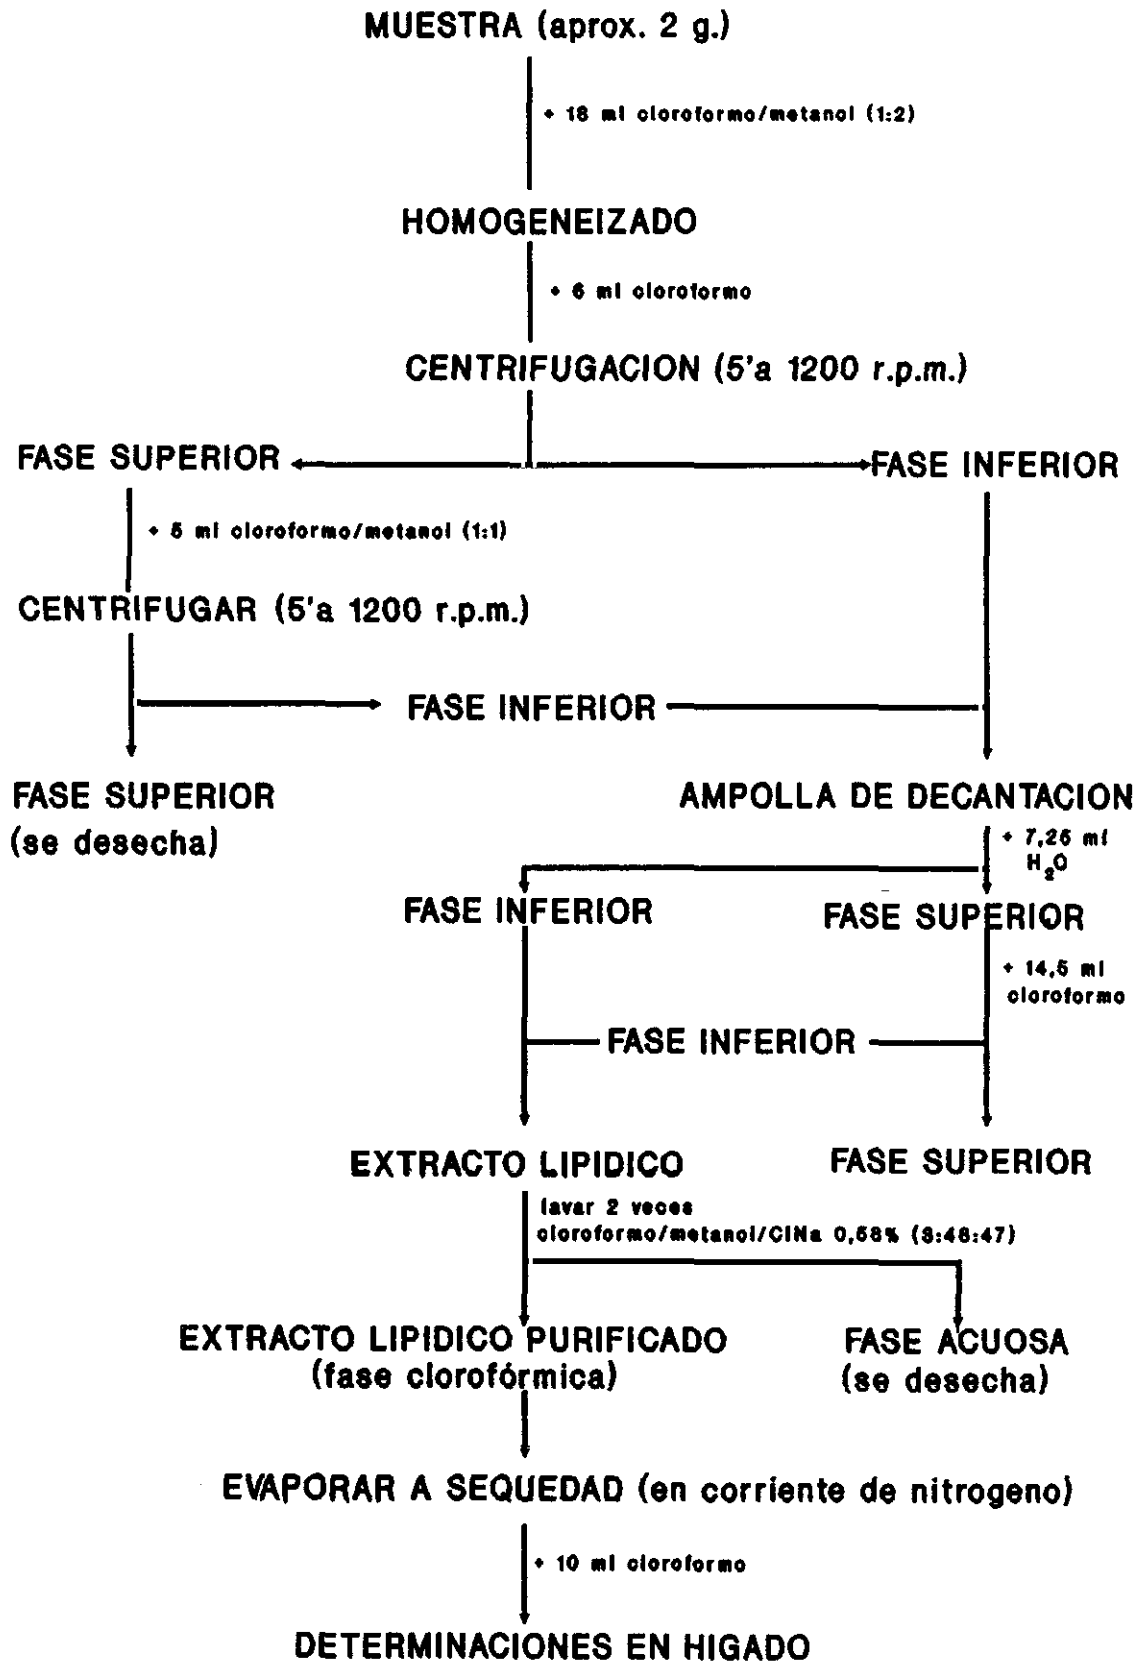 MUESTRA (aprox. 2 g.)
+ 18 ml cloroformo/metanol (1:2)
HOMOGENEIZADO
+ 6 ml cloroformo
CENTRIFUGACION (5'a 1200 r.p.m.)
FASE SUPERIOR
FASE INFERIOR
+ 5 ml cloroformo/metanol (1:1)
CENTRIFUGAR (5'a 1200 r.p.m.)
FASE INFERIOR
FASE SUPERIOR
(se desecha)
AMPOLLA DE DECANTACION
+ 7,25 ml
H₂O
FASE INFERIOR
FASE SUPERIOR
+ 14,5 ml
cloroformo
FASE INFERIOR
EXTRACTO LIPIDICO
FASE SUPERIOR
lavar 2 veces
cloroformo/metanol/ClNa 0,58% (3:48:47)
EXTRACTO LIPIDICO PURIFICADO
(fase clorofórmica)
FASE ACUOSA
(se desecha)
EVAPORAR A SEQUEDAD (en corriente de nitrogeno)
+ 10 ml cloroformo
DETERMINACIONES EN HIGADO